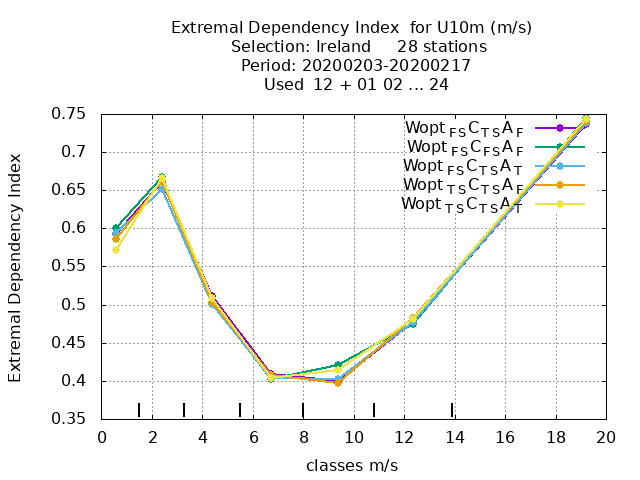 Extremal Dependency Index for U10m (m/s)
Selection: Ireland 28 stations
Period: 20200203-20200217
Used 12 + 01 02 ... 24
Extremal Dependency Index
0.75
0.7
0.65
0.6
0.55
0.5
0.45
0.4
0.35
Wopt FS C TS A F
Wopt FS C FS A F
Wopt FS C TS A T
Wopt TS C TS A F
Wopt TS C TS A T
0 2 4 6 8 10 12 14 16 18 20
classes m/s